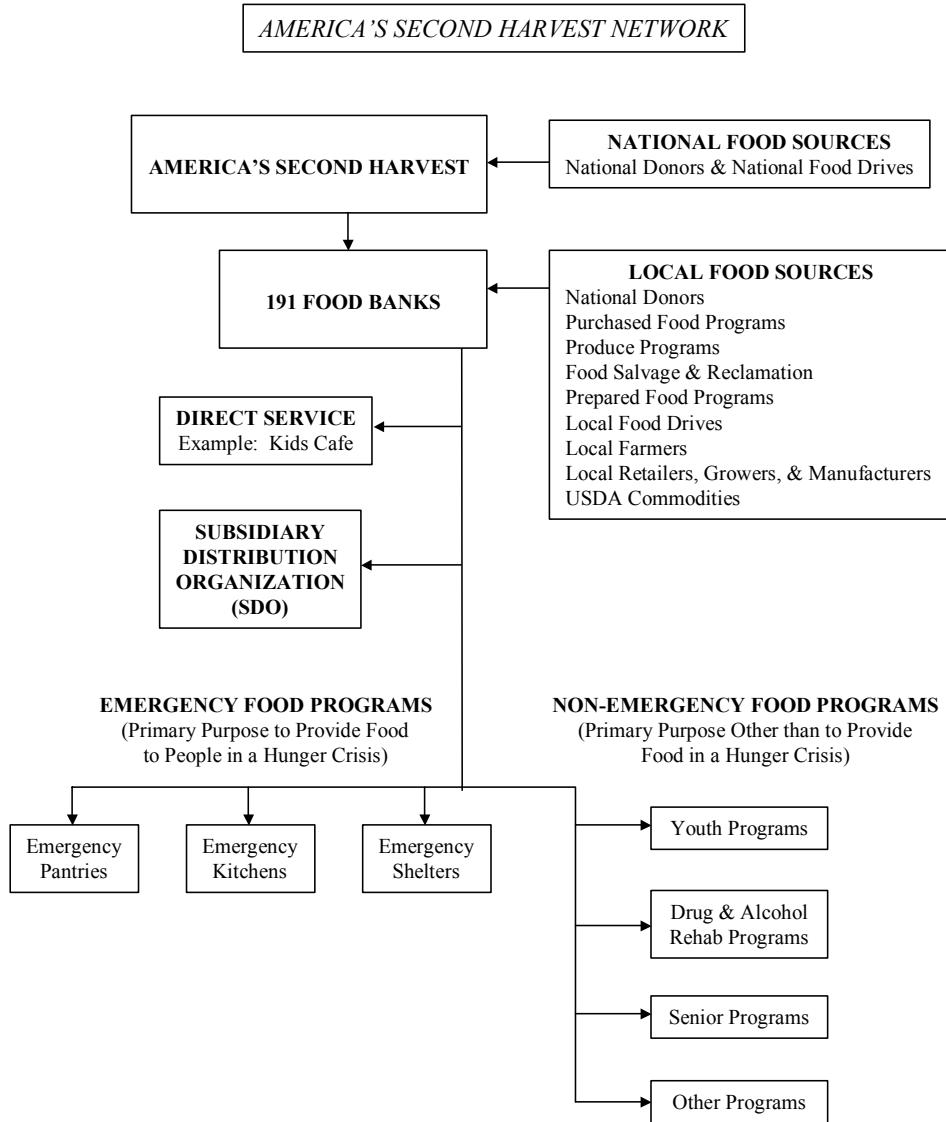 AMERICA'S SECOND HARVEST NETWORK
AMERICA'S SECOND HARVEST
NATIONAL FOOD SOURCES
National Donors & National Food Drives
191 FOOD BANKS
LOCAL FOOD SOURCES
National Donors
Purchased Food Programs
Produce Programs
Food Salvage & Reclamation
Prepared Food Programs
Local Food Drives
Local Farmers
Local Retailers, Growers, & Manufacturers
USDA Commodities
DIRECT SERVICE
Example:  Kids Cafe
SUBSIDIARY
DISTRIBUTION
ORGANIZATION
(SDO)
EMERGENCY FOOD PROGRAMS
(Primary Purpose to Provide Food
to People in a Hunger Crisis)
NON-EMERGENCY FOOD PROGRAMS
(Primary Purpose Other than to Provide
Food in a Hunger Crisis)
Emergency
Pantries
Emergency
Kitchens
Emergency
Shelters
Youth Programs
Drug & Alcohol
Rehab Programs
Senior Programs
Other Programs